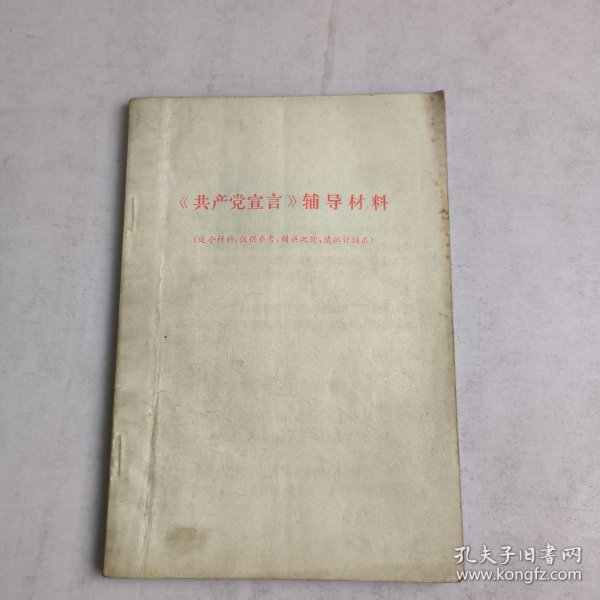 《共产党宣言》辅导材料
(这个材料,仅供参考,错误之处,请批评指正)
孔夫子旧书网
www.kongfz.com